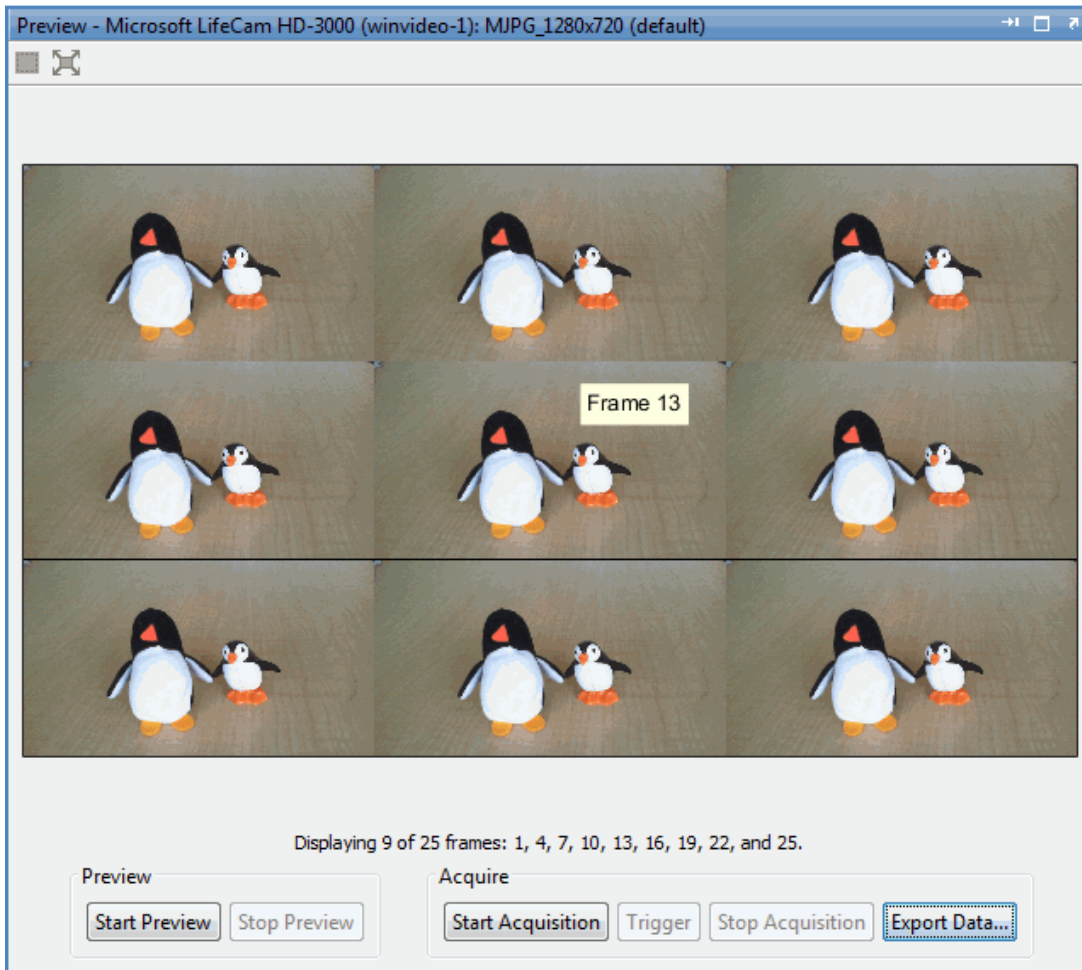 Preview - Microsoft LifeCam HD-3000 (winvideo-1): MJPG_1280x720 (default)
Frame 13
Displaying 9 of 25 frames: 1, 4, 7, 10, 13, 16, 19, 22, and 25.
Preview
Acquire
Start Preview Stop Preview Start Acquisition Trigger Stop Acquisition Export Data...